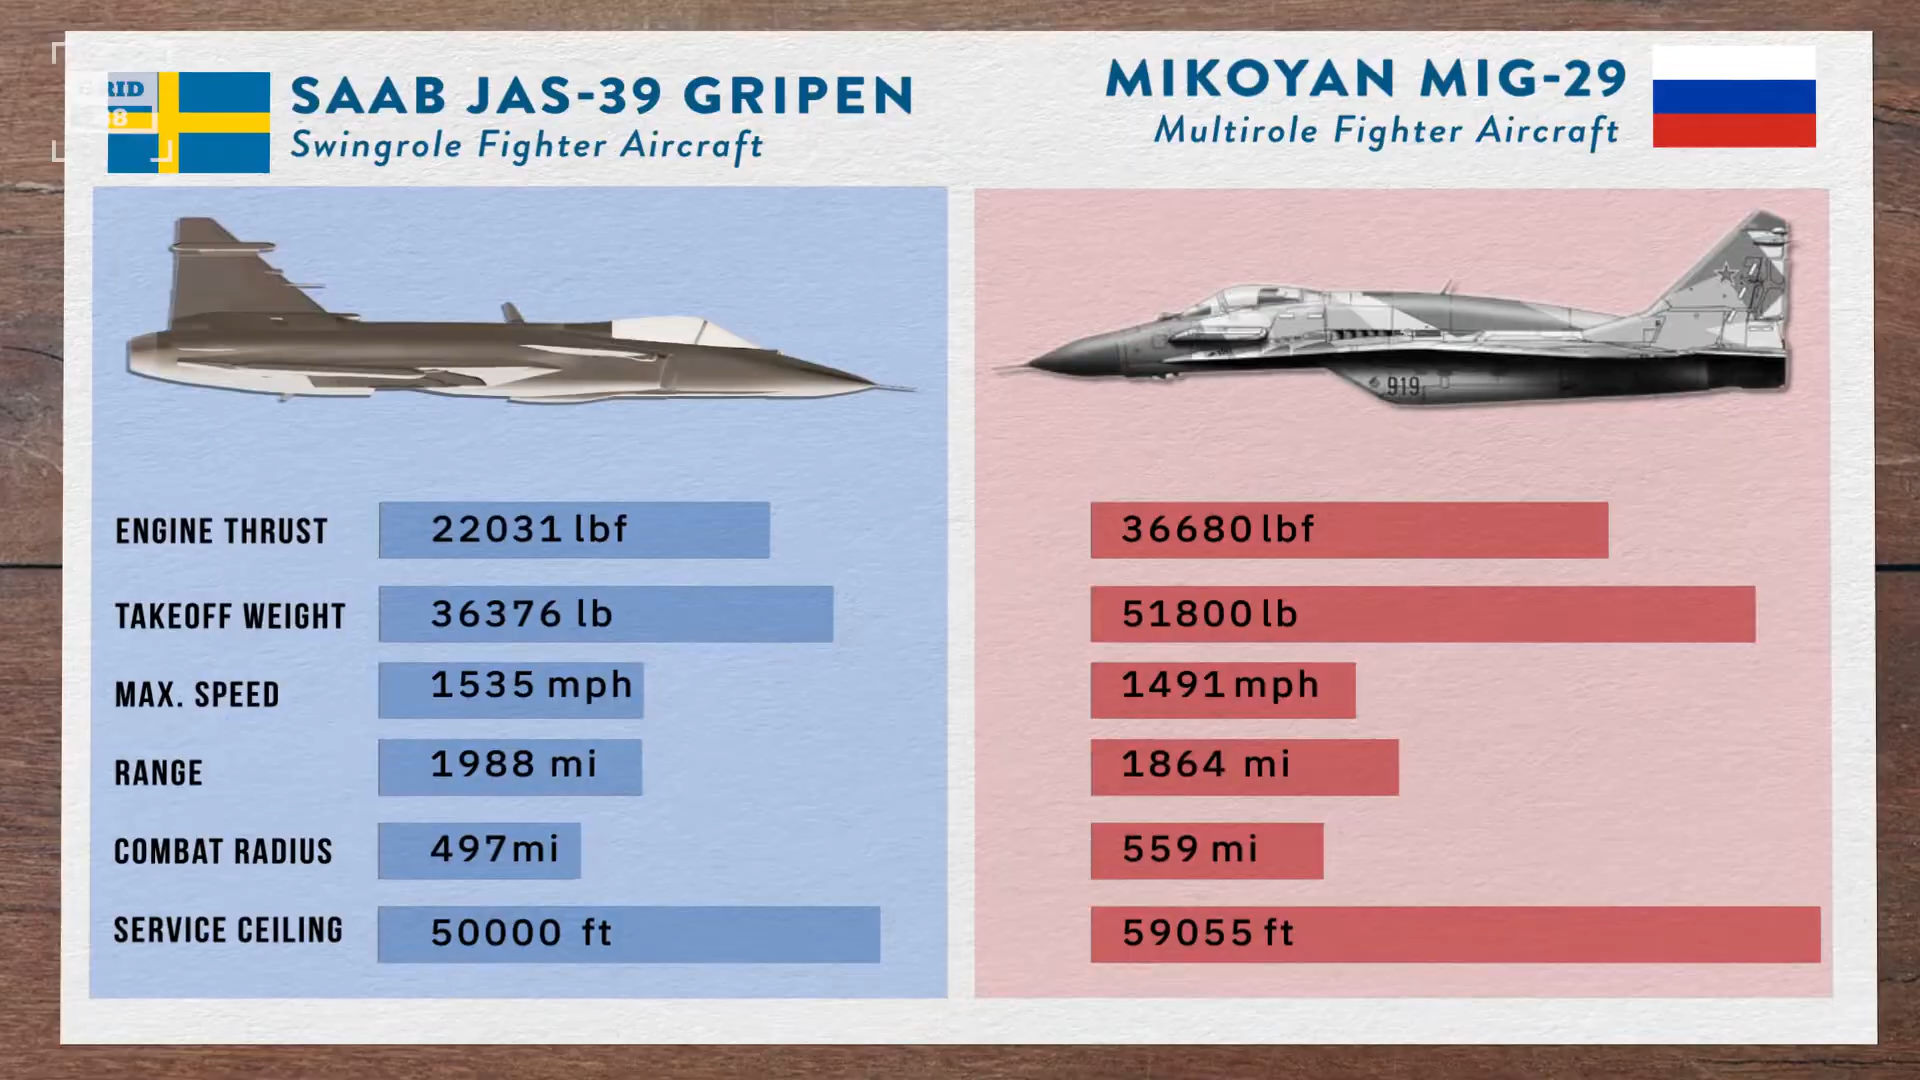 SAAB JAS-39 GRIPEN
Swingrole Fighter Aircraft
MIKOYAN MIG-29
Multirole Fighter Aircraft
919
ENGINE THRUST 22031 lbf 36680 lbf
TAKEOFF WEIGHT 36376 lb 51800 lb
MAX. SPEED 1535 mph 1491 mph
RANGE 1988 mi 1864 mi
COMBAT RADIUS 497mi 559 mi
SERVICE CEILING 50000 ft 59055 ft